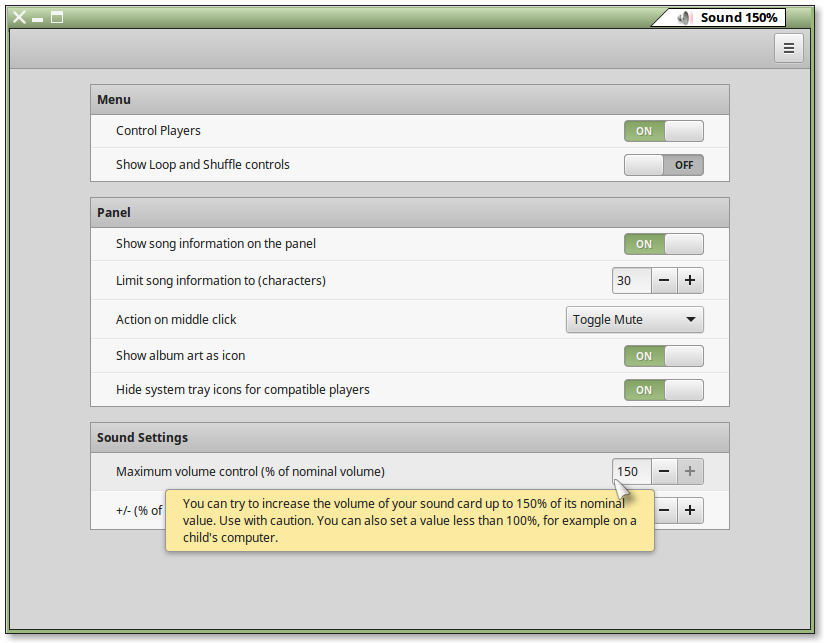 Sound 150%
Menu
Control Players ON
Show Loop and Shuffle controls OFF
Panel
Show song information on the panel ON
Limit song information to (characters) 30 − +
Action on middle click Toggle Mute
Show album art as icon ON
Hide system tray icons for compatible players ON
Sound Settings
Maximum volume control (% of nominal volume) 150 − +
+/- (% of − +
You can try to increase the volume of your sound card up to 150% of its nominal
value. Use with caution. You can also set a value less than 100%, for example on a
child's computer.